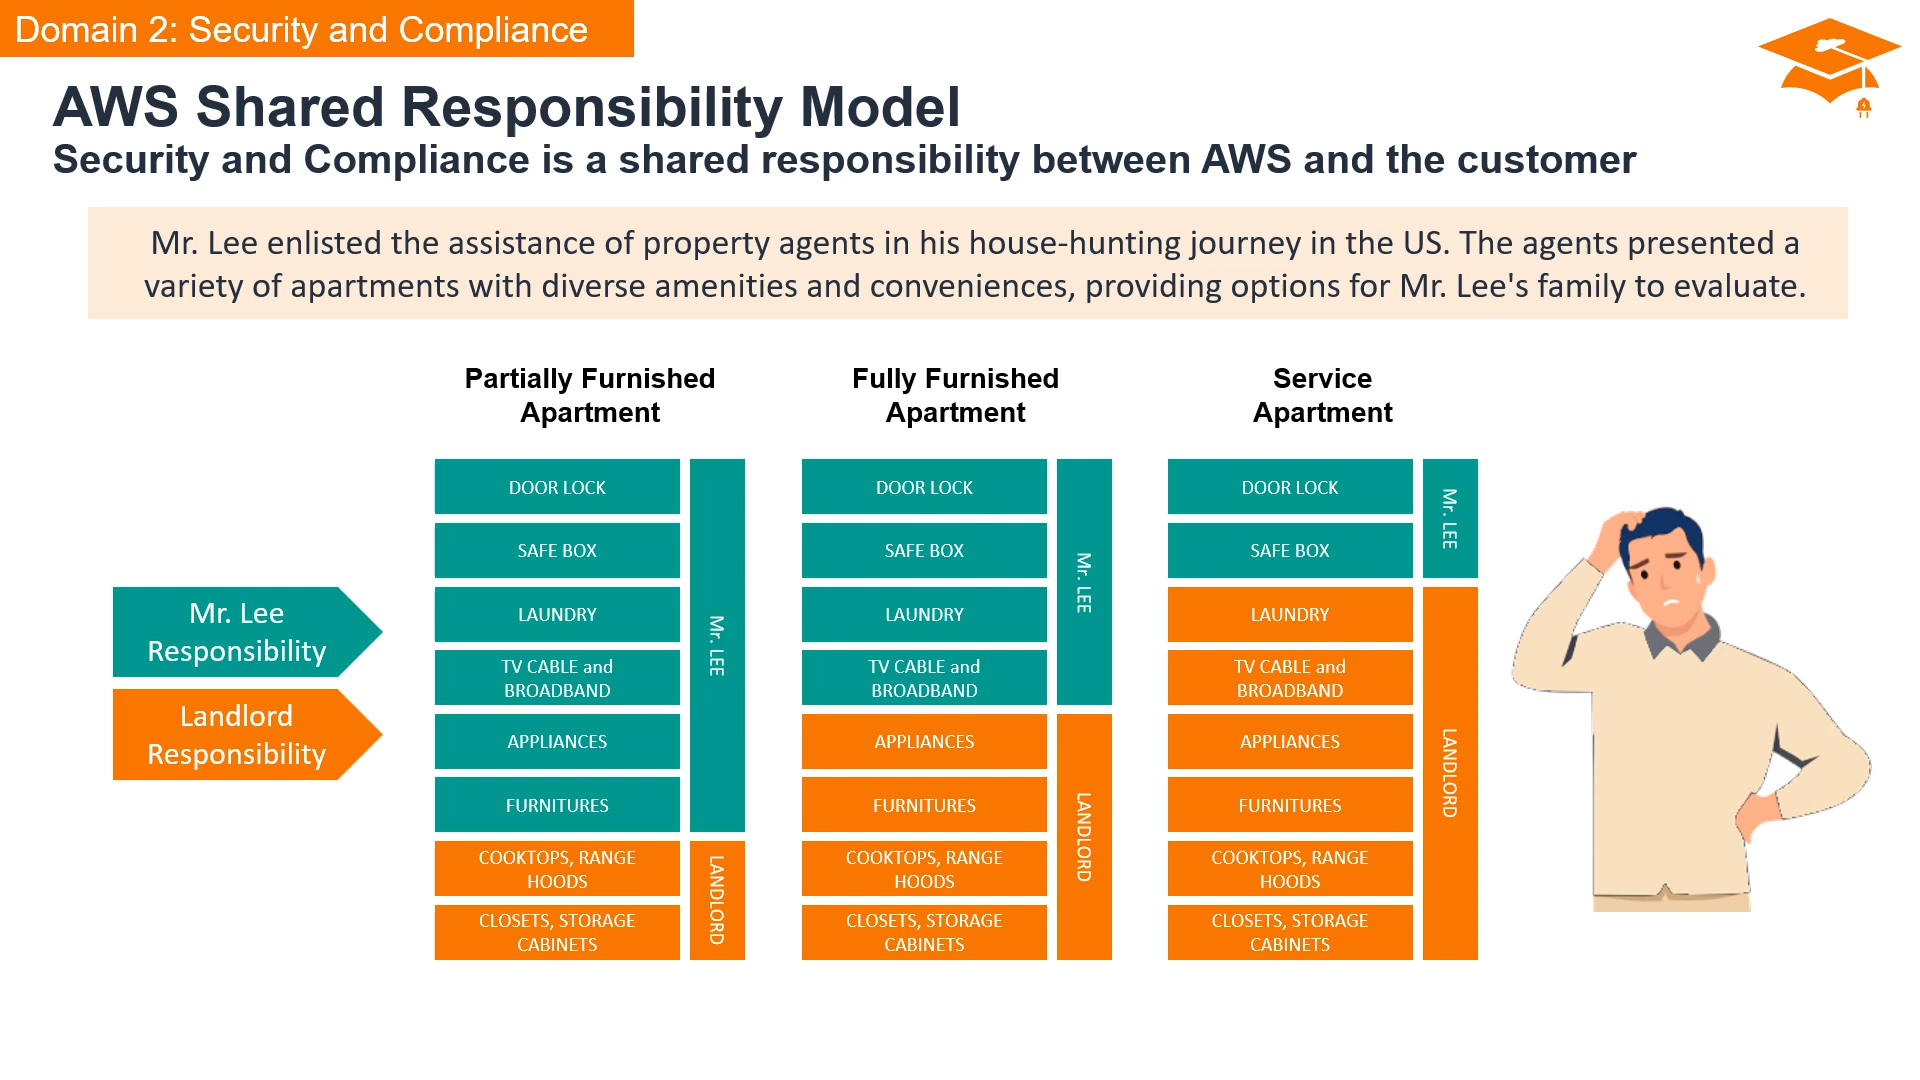 Domain 2: Security and Compliance
AWS Shared Responsibility Model
Security and Compliance is a shared responsibility between AWS and the customer
Mr. Lee enlisted the assistance of property agents in his house-hunting journey in the US. The agents presented a
variety of apartments with diverse amenities and conveniences, providing options for Mr. Lee's family to evaluate.
Mr. Lee
Responsibility
Landlord
Responsibility
Partially Furnished
Apartment
DOOR LOCK
SAFE BOX
LAUNDRY
TV CABLE and
BROADBAND
APPLIANCES
FURNITURES
COOKTOPS, RANGE
HOODS
CLOSETS, STORAGE
CABINETS
Mr. LEE
LANDLORD
Fully Furnished
Apartment
DOOR LOCK
SAFE BOX
LAUNDRY
TV CABLE and
BROADBAND
APPLIANCES
FURNITURES
COOKTOPS, RANGE
HOODS
CLOSETS, STORAGE
CABINETS
Mr. LEE
LANDLORD
Service
Apartment
DOOR LOCK
SAFE BOX
LAUNDRY
TV CABLE and
BROADBAND
APPLIANCES
FURNITURES
COOKTOPS, RANGE
HOODS
CLOSETS, STORAGE
CABINETS
Mr. LEE
LANDLORD